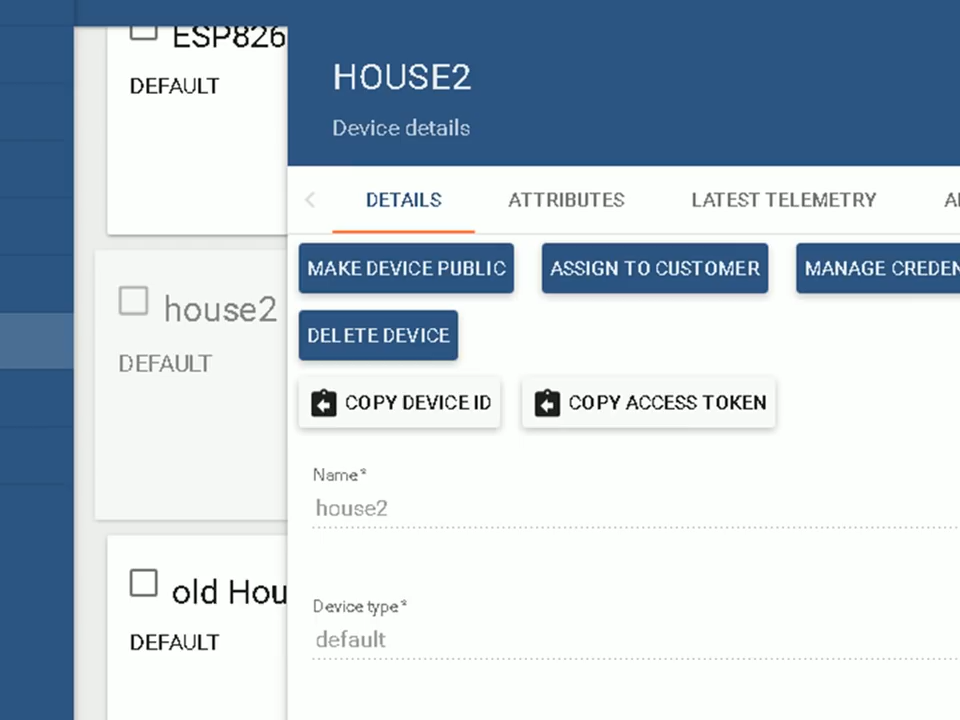 ESP826
DEFAULT
house2
DEFAULT
old Hou
DEFAULT
HOUSE2
Device details
DETAILS ATTRIBUTES LATEST TELEMETRY
MAKE DEVICE PUBLIC ASSIGN TO CUSTOMER MANAGE CREDEN
DELETE DEVICE
COPY DEVICE ID COPY ACCESS TOKEN
Name*
house2
Device type*
default